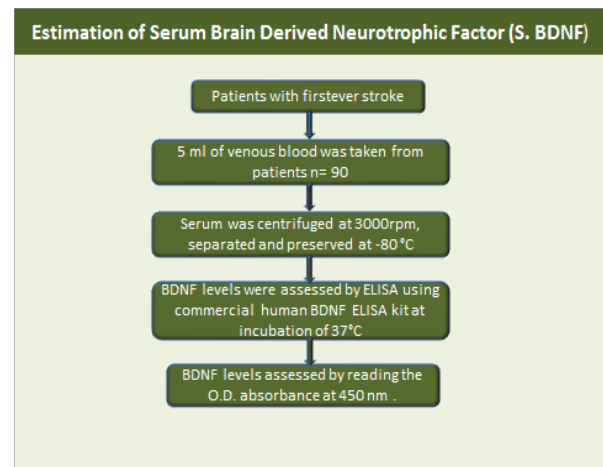 Estimation of Serum Brain Derived Neurotrophic Factor (S. BDNF)
Patients with firstever stroke
5 ml of venous blood was taken from
patients n= 90
Serum was centrifuged at 3000rpm,
separated and preserved at -80 °C
BDNF levels were assessed by ELISA using
commercial human BDNF ELISA kit at
incubation of 37°C
BDNF levels assessed by reading the
O.D. absorbance at 450 nm .